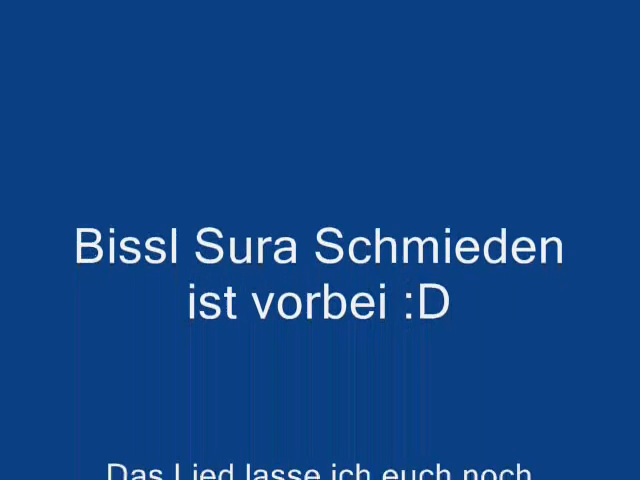 Bissl Sura Schmieden
ist vorbei :D
Das Lied lasse ich euch noch